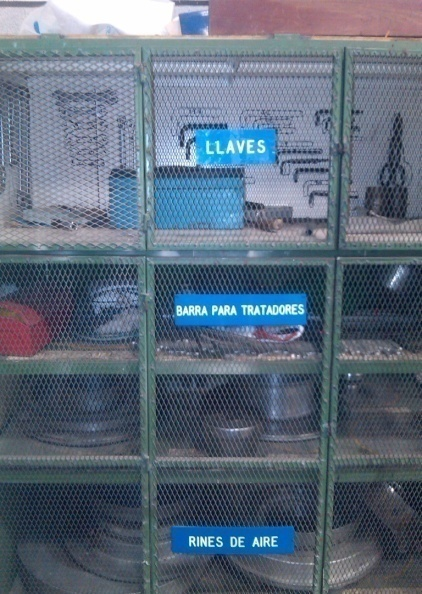 LLAVES
BARRA PARA TRATADORES
RINES DE AIRE